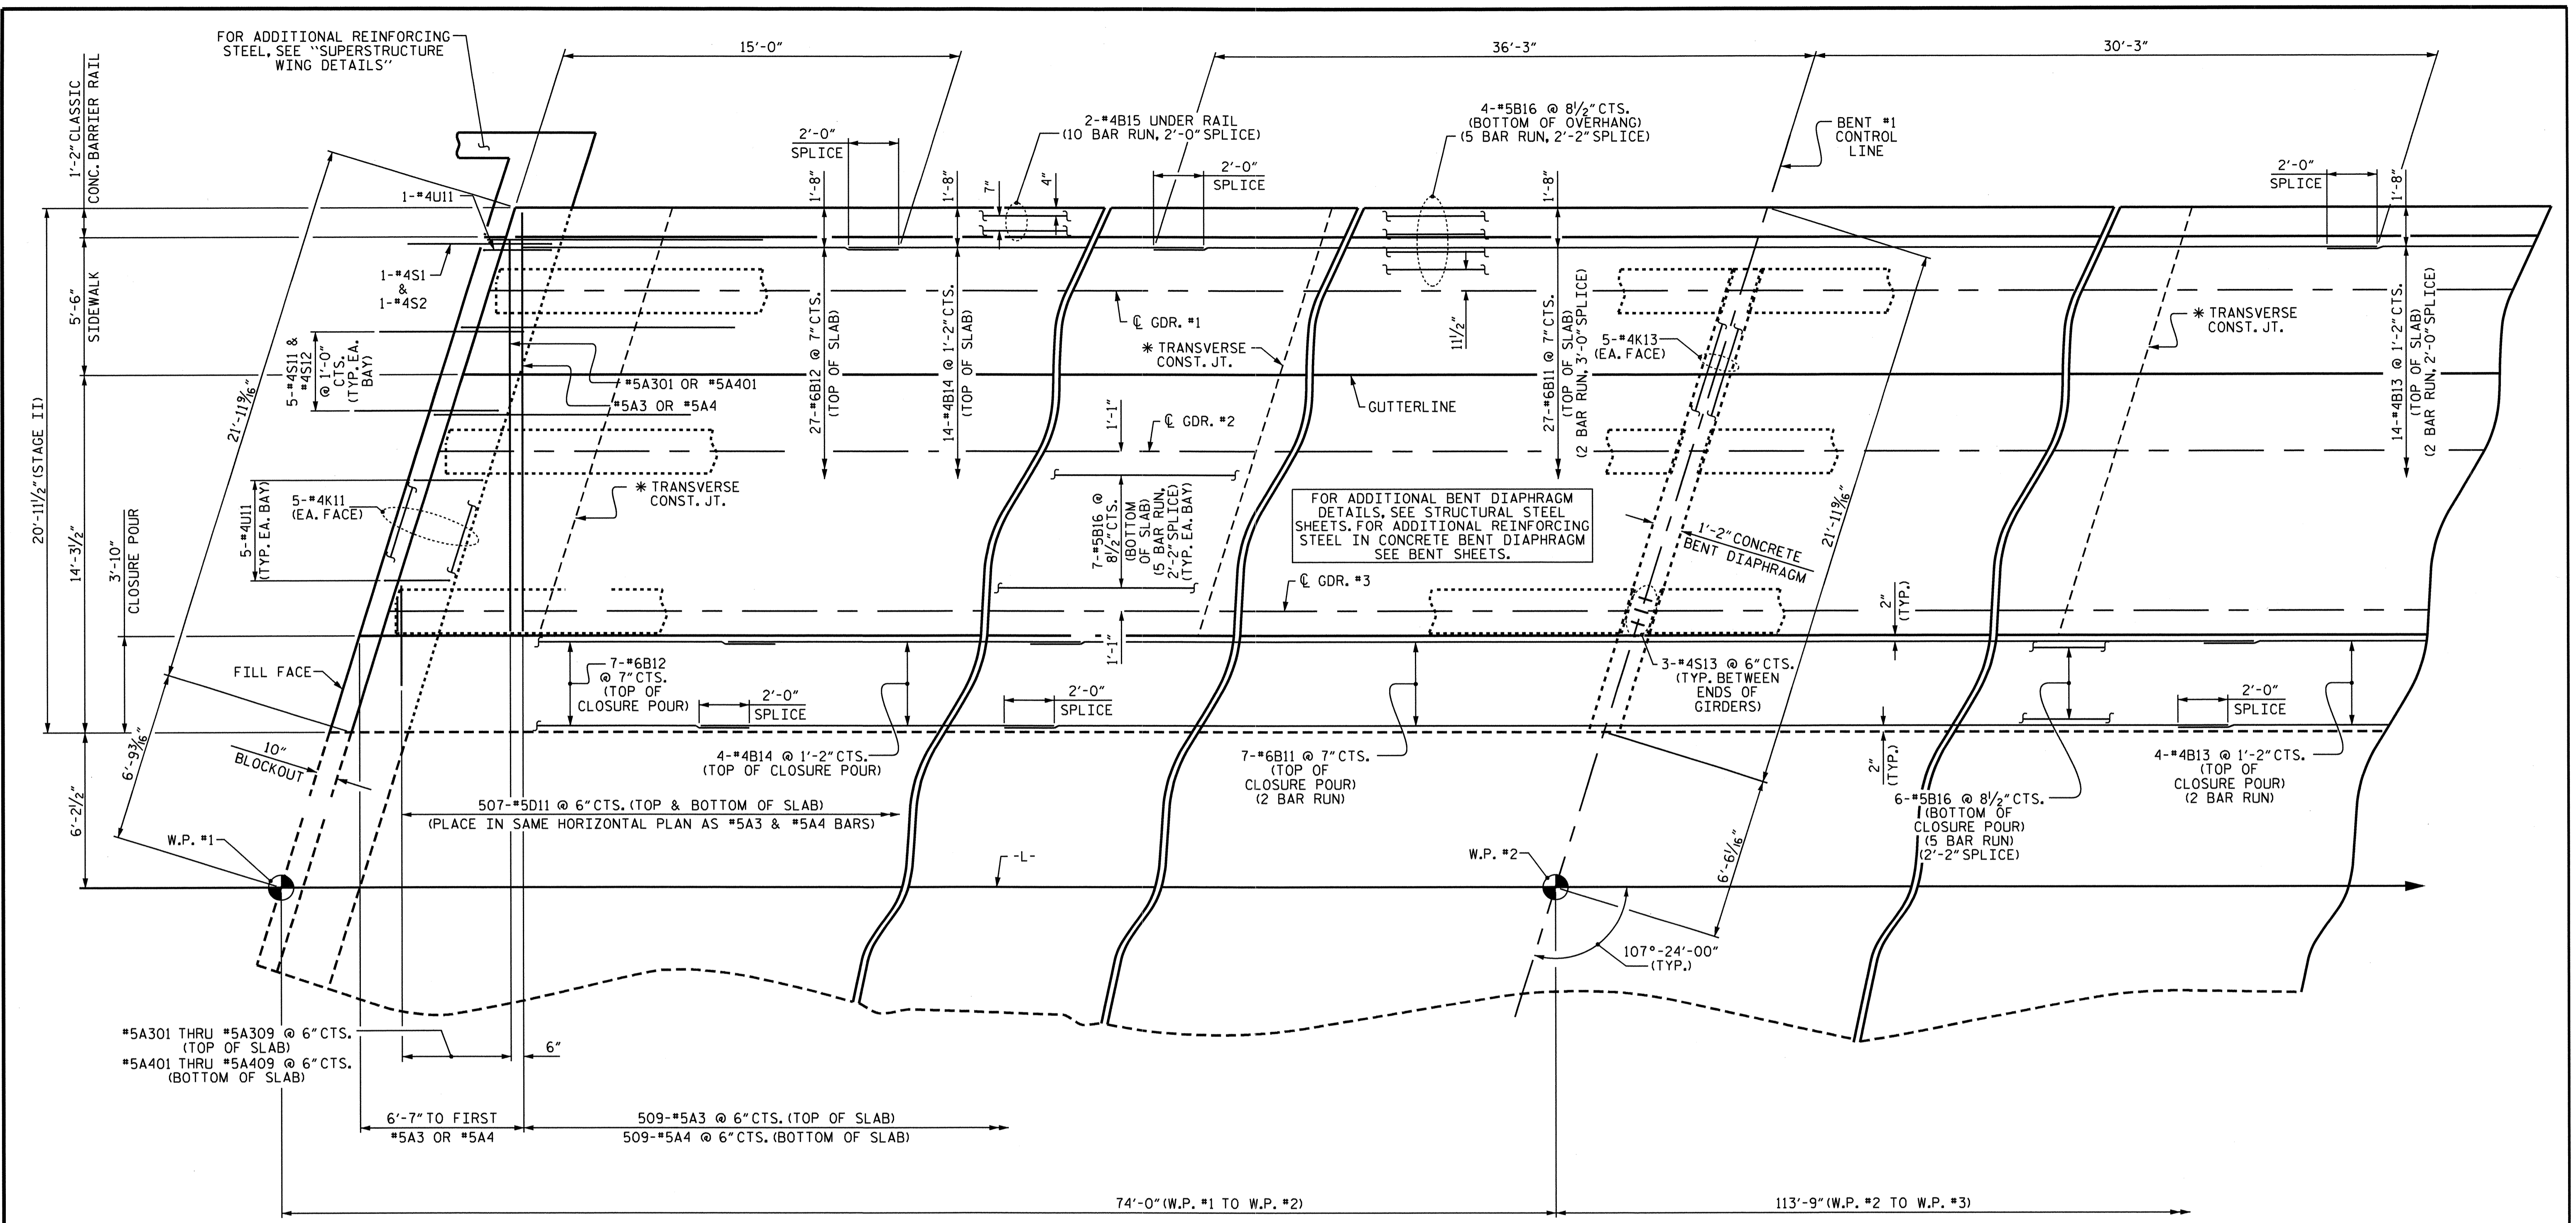 FOR ADDITIONAL REINFORCING
STEEL, SEE ``SUPERSTRUCTURE
WING DETAILS''
15'-0"
36'-3"
30'-3"
1'-2" CLASSIC
CONC. BARRIER RAIL
2'-0"
SPLICE
2-#4B15 UNDER RAIL
(10 BAR RUN, 2'-0" SPLICE)
4-#5B16 @ 8½" CTS.
(BOTTOM OF OVERHANG)
(5 BAR RUN, 2'-2" SPLICE)
BENT #1
CONTROL
LINE
2'-0"
SPLICE
2'-0"
SPLICE
1'-8"
1'-8"
7"
4"
1'-8"
1'-8"
1-#4U11
1-#4S1
&
1-#4S2
5'-6"
SIDEWALK
20'-11½" (STAGE II)
14'-3½"
3'-10"
CLOSURE POUR
21'-11 9/16"
5-#4S11 &
#4S12
@ 1'-0"
CTS.
(TYP. EA.
BAY)
#5A301 OR #5A401
#5A3 OR #5A4
27-#6B12 @ 7" CTS.
(TOP OF SLAB)
14-#4B14 @ 1'-2" CTS.
(TOP OF SLAB)
℄ GDR. #1
* TRANSVERSE
CONST. JT.
11½"
27-#6B11 @ 7" CTS.
(TOP OF SLAB)
(2 BAR RUN, 3'-0" SPLICE)
5-#4K13
(EA. FACE)
* TRANSVERSE
CONST. JT.
14-#4B13 @ 1'-2" CTS.
(TOP OF SLAB)
(2 BAR RUN, 2'-0" SPLICE)
GUTTERLINE
1'-1"
℄ GDR. #2
5-#4K11
(EA. FACE)
5-#4U11
(TYP. EA. BAY)
* TRANSVERSE
CONST. JT.
7-#5B16 @
8½" CTS.
(BOTTOM
OF SLAB)
(5 BAR RUN,
2'-2" SPLICE)
(TYP. EA. BAY)
FOR ADDITIONAL BENT DIAPHRAGM
DETAILS, SEE STRUCTURAL STEEL
SHEETS. FOR ADDITIONAL REINFORCING
STEEL IN CONCRETE BENT DIAPHRAGM
SEE BENT SHEETS.
1'-2" CONCRETE
BENT DIAPHRAGM
21'-11 9/16"
℄ GDR. #3
1'-1"
2"
(TYP.)
FILL FACE
7-#6B12
@ 7" CTS.
(TOP OF
CLOSURE POUR)
2'-0"
SPLICE
2'-0"
SPLICE
3-#4S13 @ 6" CTS.
(TYP. BETWEEN
ENDS OF
GIRDERS)
2'-0"
SPLICE
6'-9 3/16"
10"
BLOCKOUT
6'-2½"
4-#4B14 @ 1'-2" CTS.
(TOP OF CLOSURE POUR)
7-#6B11 @ 7" CTS.
(TOP OF
CLOSURE POUR)
(2 BAR RUN)
2"
(TYP.)
4-#4B13 @ 1'-2" CTS.
(TOP OF
CLOSURE POUR)
(2 BAR RUN)
507-#5D11 @ 6" CTS. (TOP & BOTTOM OF SLAB)
(PLACE IN SAME HORIZONTAL PLAN AS #5A3 & #5A4 BARS)
6-#5B16 @ 8½" CTS.
(BOTTOM OF
CLOSURE POUR)
(5 BAR RUN)
(2'-2" SPLICE)
W.P. #1
-L-
W.P. #2
6'-6 1/16"
107°-24'-00"
(TYP.)
#5A301 THRU #5A309 @ 6" CTS.
(TOP OF SLAB)
#5A401 THRU #5A409 @ 6" CTS.
(BOTTOM OF SLAB)
6"
6'-7" TO FIRST
#5A3 OR #5A4
509-#5A3 @ 6" CTS. (TOP OF SLAB)
509-#5A4 @ 6" CTS. (BOTTOM OF SLAB)
74'-0" (W.P. #1 TO W.P. #2)
113'-9" (W.P. #2 TO W.P. #3)